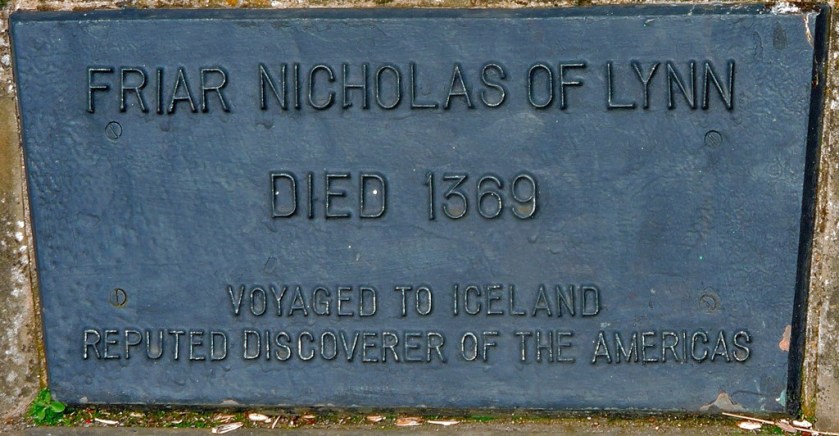 FRIAR NICHOLAS OF LYNN
DIED 1369
VOYAGED TO ICELAND
REPUTED DISCOVERER OF THE AMERICAS